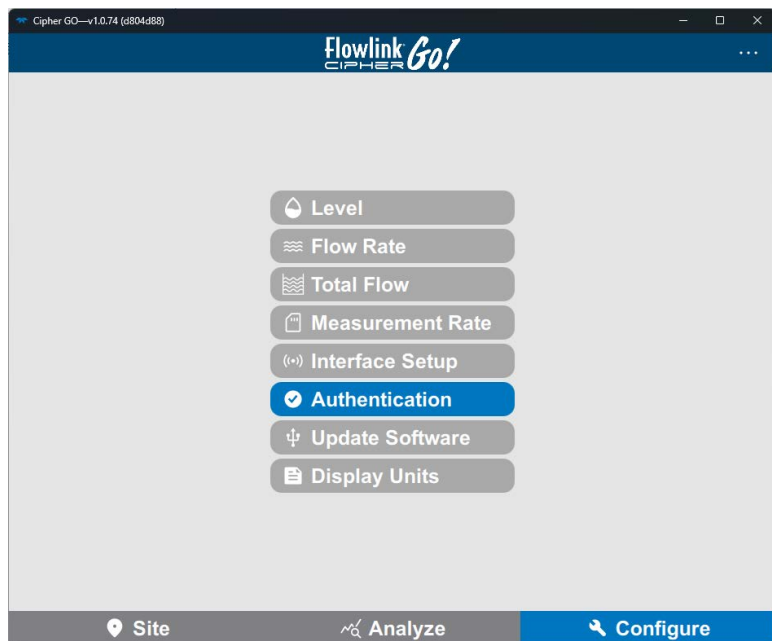 Cipher GO—v1.0.74 (d804d88)
Flowlink Go!
CIPHER
Level
Flow Rate
Total Flow
Measurement Rate
Interface Setup
Authentication
Update Software
Display Units
Site
Analyze
Configure